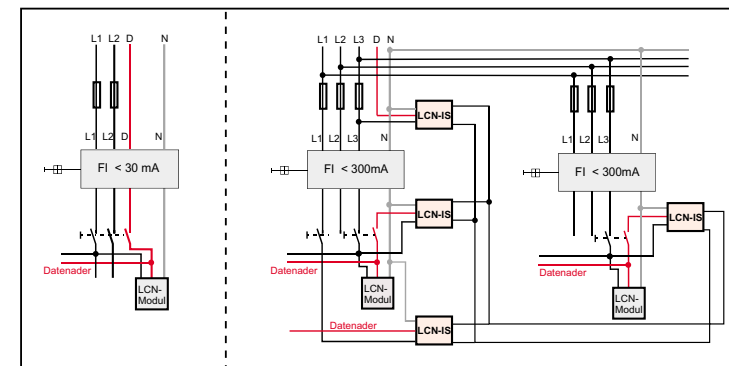 L1 L2 D N
L1 L2 D N
FI < 30 mA
Datenader
LCN-
Modul
L1 L2 L3 D N
LCN-IS
L1 L2 L3 N
FI < 300mA
LCN-IS
Datenader
LCN-
Modul
Datenader
LCN-IS
L1 L2 L3 N
FI < 300mA
LCN-IS
Datenader
LCN-
Modul